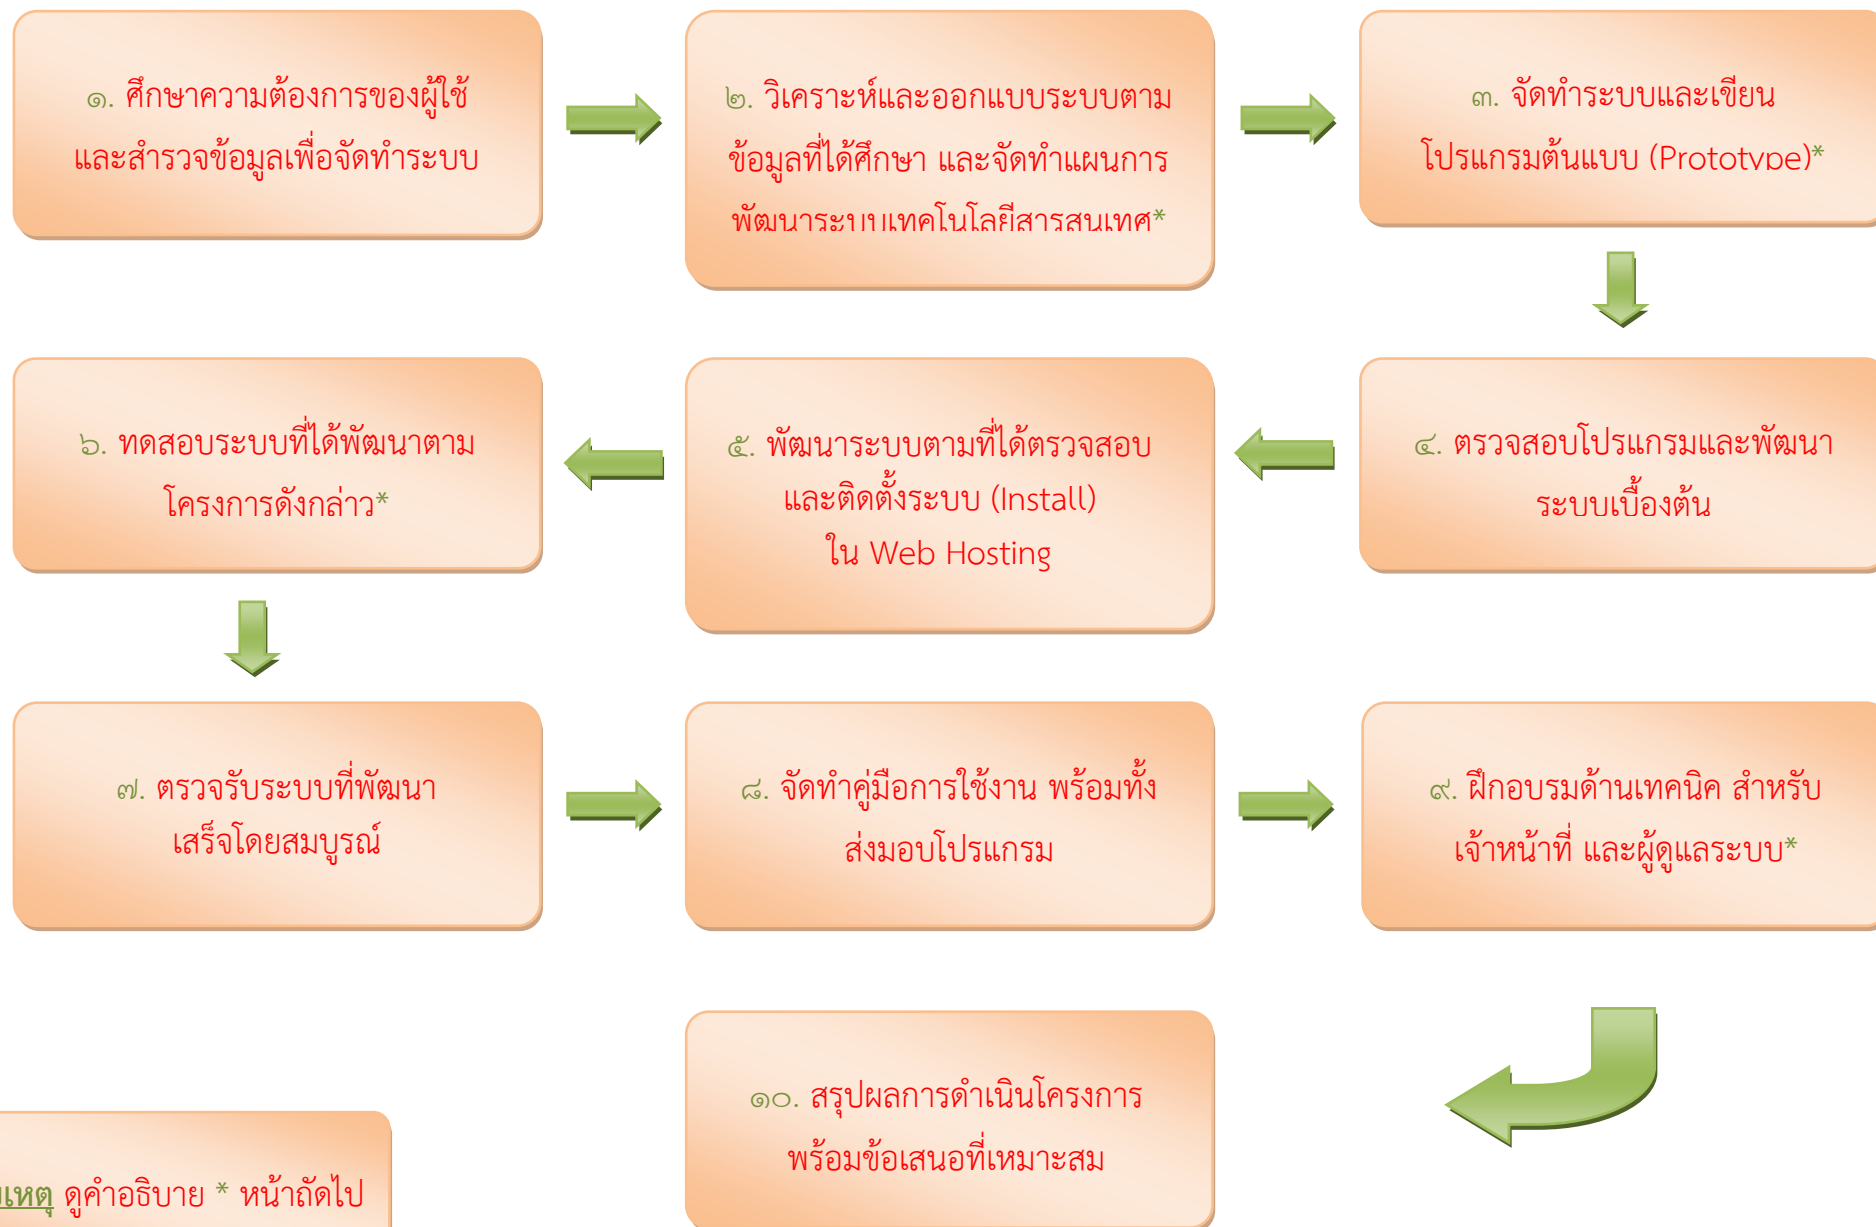 ๑. ศึกษาความต้องการของผู้ใช้
และสำรวจข้อมูลเพื่อจัดทำระบบ
๒. วิเคราะห์และออกแบบระบบตาม
ข้อมูลที่ได้ศึกษา และจัดทำแผนการ
พัฒนาระบบเทคโนโลยีสารสนเทศ*
๓. จัดทำระบบและเขียน
โปรแกรมต้นแบบ (Prototype)*
๔. ตรวจสอบโปรแกรมและพัฒนา
ระบบเบื้องต้น
๕. พัฒนาระบบตามที่ได้ตรวจสอบ
และติดตั้งระบบ (Install)
ใน Web Hosting
๖. ทดสอบระบบที่ได้พัฒนาตาม
โครงการดังกล่าว*
๗. ตรวจรับระบบที่พัฒนา
เสร็จโดยสมบูรณ์
๘. จัดทำคู่มือการใช้งาน พร้อมทั้ง
ส่งมอบโปรแกรม
๙. ฝึกอบรมด้านเทคนิค สำหรับ
เจ้าหน้าที่ และผู้ดูแลระบบ*
๑๐. สรุปผลการดำเนินโครงการ
พร้อมข้อเสนอที่เหมาะสม
ดูคำอธิบาย * หน้าถัดไป